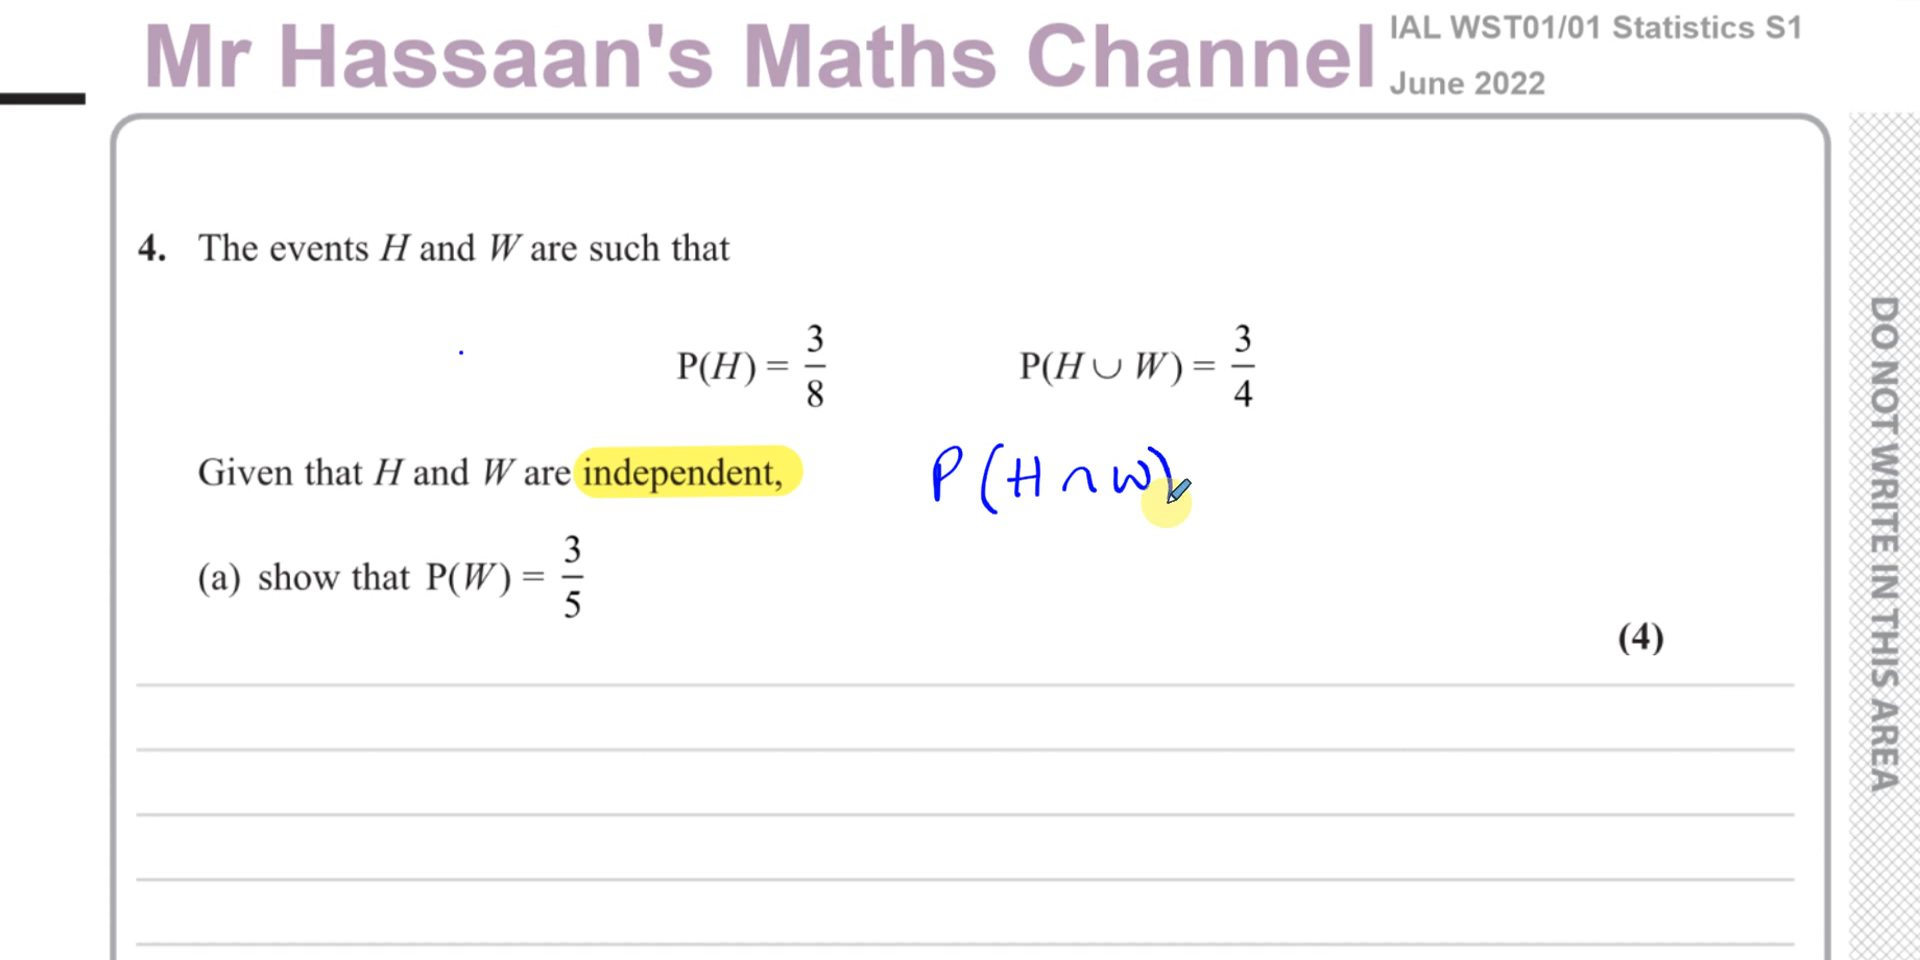 Mr Hassaan's Maths Channel
IAL WST01/01 Statistics S1
June 2022
4. The events H and W are such that
P(H) = 3/8 P(H ∪ W) = 3/4
Given that H and W are independent,
P(H ∩ W)
(a) show that P(W) = 3/5
(4)
DO NOT WRITE IN THIS AREA